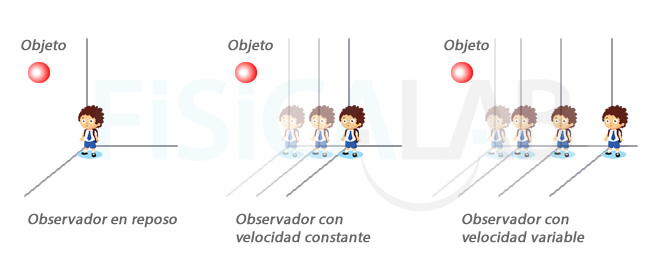 Objeto
Objeto
Objeto
FiSiCALAB
Observador en reposo
Observador con
velocidad constante
Observador con
velocidad variable